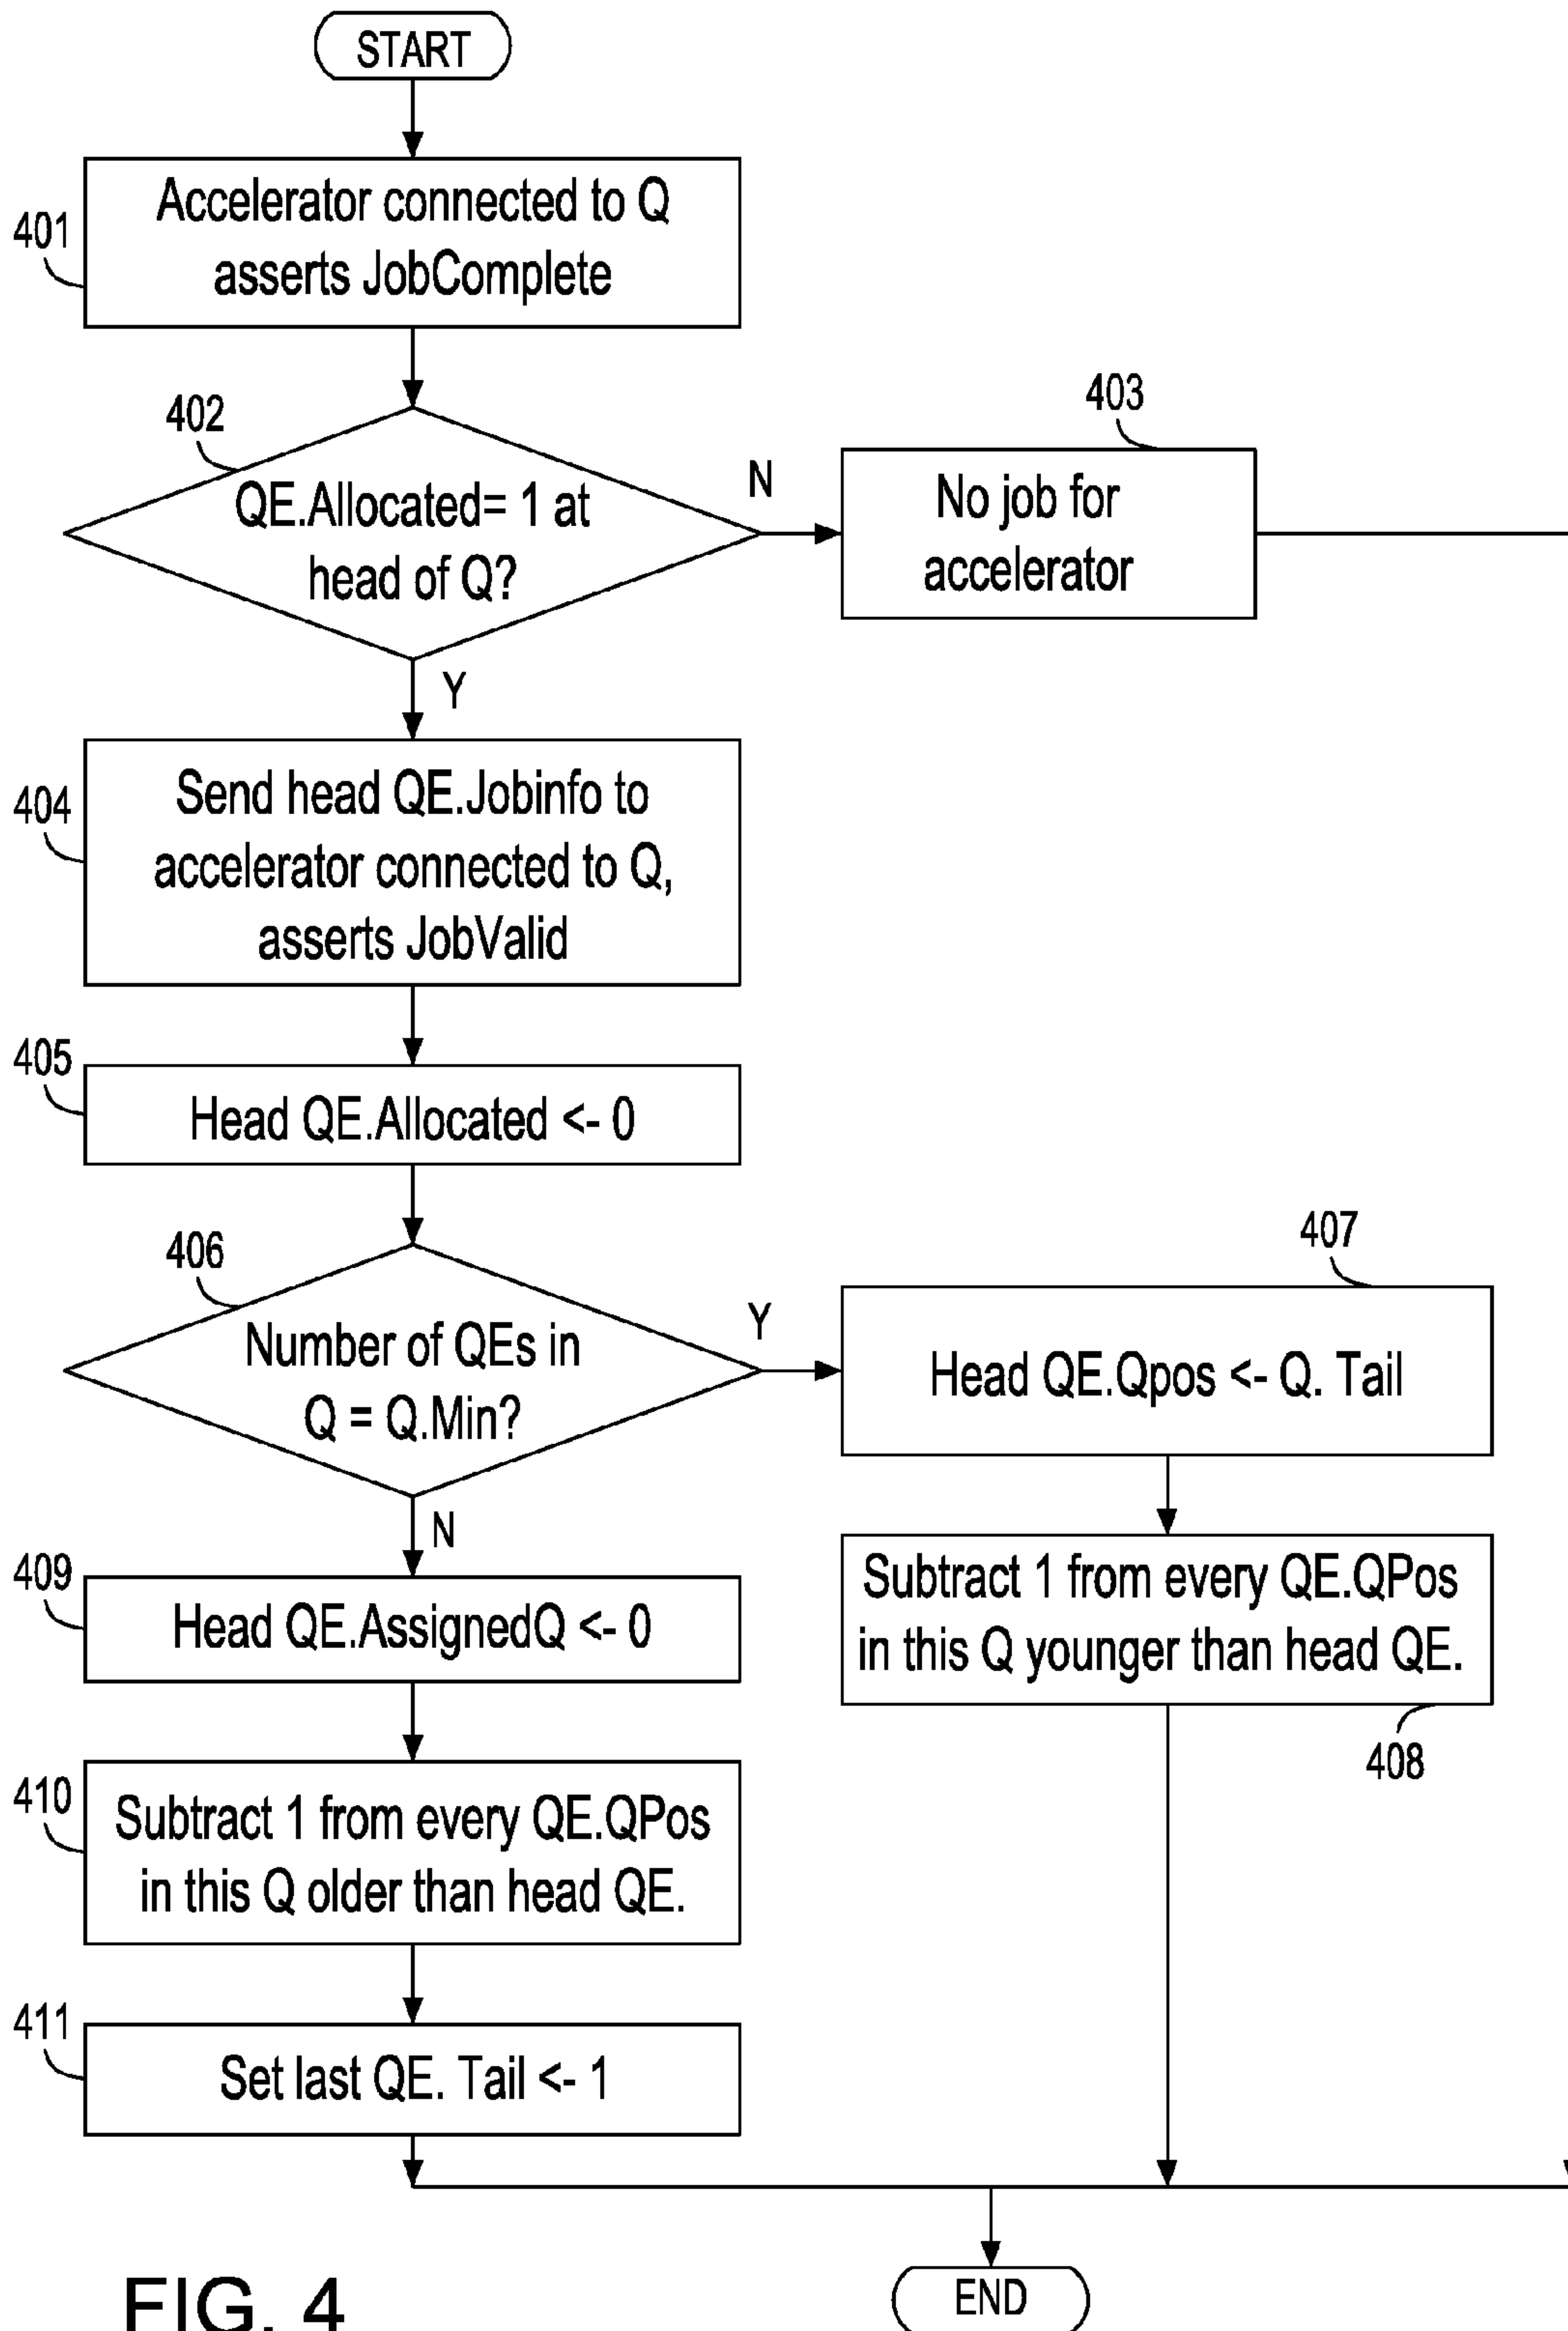 START
401
Accelerator connected to Q
asserts JobComplete
402
QE.Allocated= 1 at
head of Q?
N
403
No job for
accelerator
Y
404
Send head QE.Jobinfo to
accelerator connected to Q,
asserts JobValid
405
Head QE.Allocated <- 0
406
Number of QEs in
Q = Q.Min?
Y
407
Head QE.Qpos <- Q. Tail
Subtract 1 from every QE.QPos
in this Q younger than head QE.
408
N
409
Head QE.AssignedQ <- 0
410
Subtract 1 from every QE.QPos
in this Q older than head QE.
411
Set last QE. Tail <- 1
END
FIG. 4